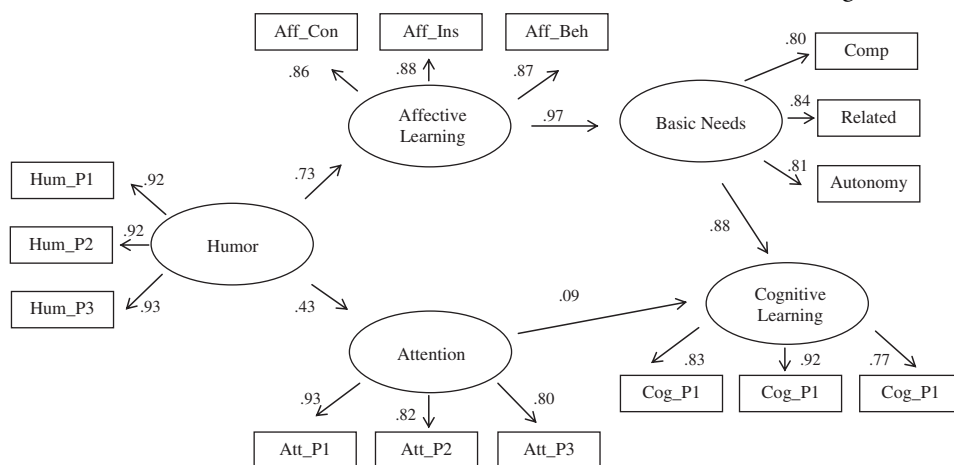 Aff_Con
Aff_Ins
Aff_Beh
.86
.88
.87
Affective
Learning
.97
Basic Needs
.80
Comp
.84
Related
.81
Autonomy
Hum_P1
.92
Hum_P2
.92
Hum_P3
.93
Humor
.73
.43
.88
.09
Attention
.93
.82
.80
Att_P1
Att_P2
Att_P3
Cognitive
Learning
.83
.92
.77
Cog_P1
Cog_P1
Cog_P1